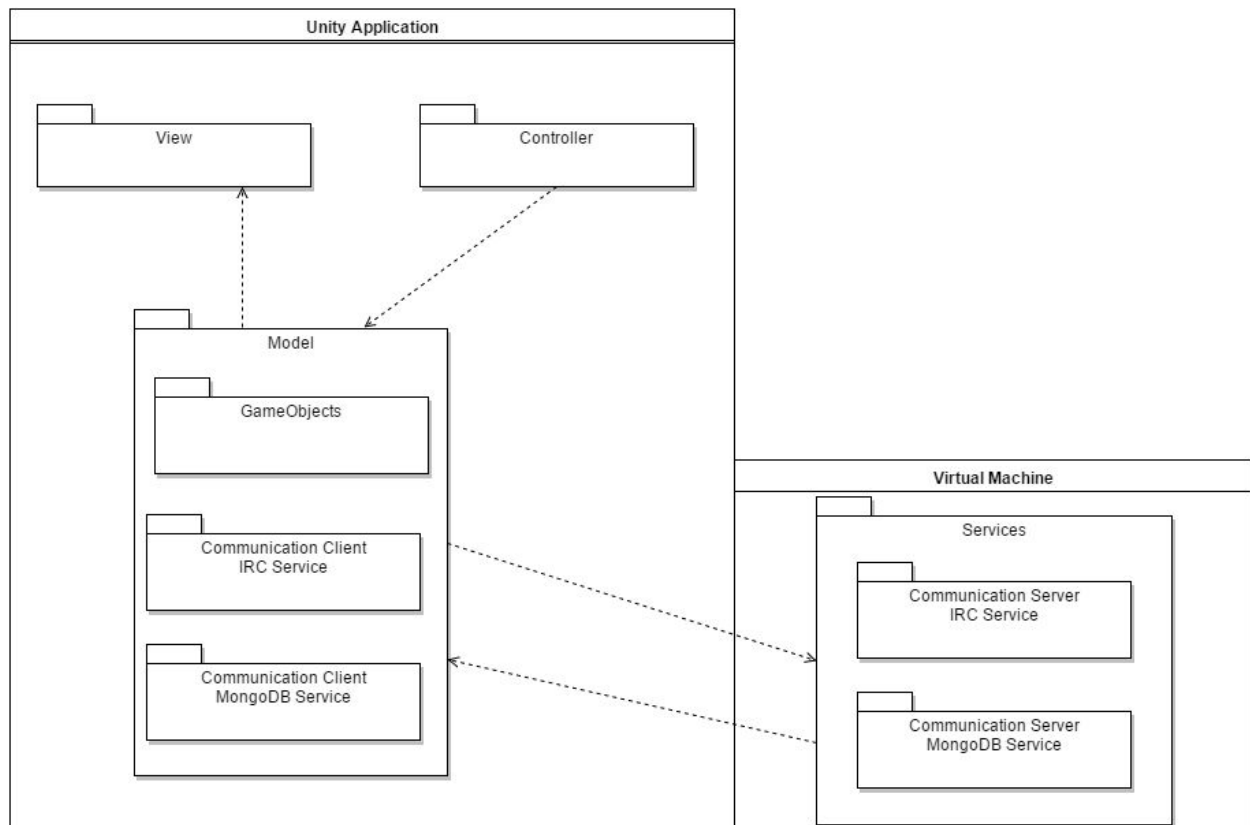 Unity Application
View
Controller
Model
GameObjects
Communication Client
IRC Service
Communication Client
MongoDB Service
Virtual Machine
Services
Communication Server
IRC Service
Communication Server
MongoDB Service